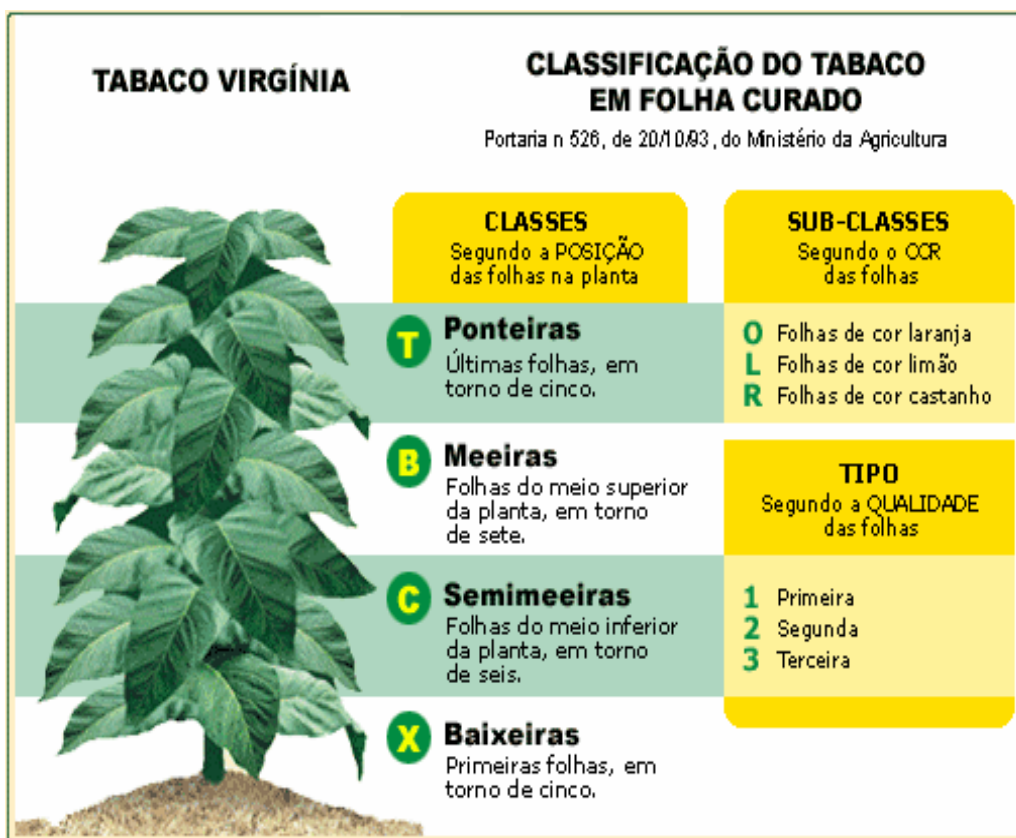 TABACO VIRGÍNIA
CLASSIFICAÇÃO DO TABACO
EM FOLHA CURADO
Portaria n 526, de 20/10/93, do Ministério da Agricultura
CLASSES
Segundo a POSIÇÃO
das folhas na planta
T
Ponteiras
Últimas folhas, em
torno de cinco.
B
Meeiras
Folhas do meio superior
da planta, em torno
de sete.
C
Semimeeiras
Folhas do meio inferior
da planta, em torno
de seis.
X
Baixeiras
Primeiras folhas, em
torno de cinco.
SUB-CLASSES
Segundo o COR
das folhas
O Folhas de cor laranja
L Folhas de cor limão
R Folhas de cor castanho
TIPO
Segundo a QUALIDADE
das folhas
1 Primeira
2 Segunda
3 Terceira